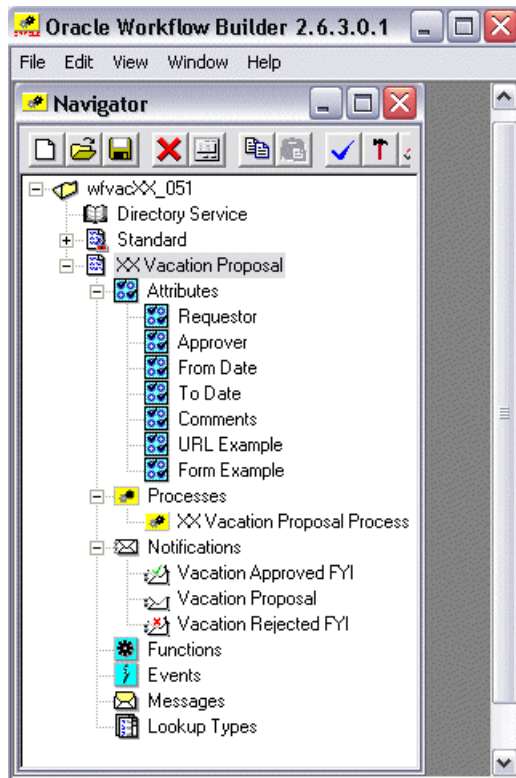 Oracle Workflow Builder 2.6.3.0.1
File Edit View Window Help
Navigator
wfvacXX_051
Directory Service
Standard
XX Vacation Proposal
Attributes
Requestor
Approver
From Date
To Date
Comments
URL Example
Form Example
Processes
XX Vacation Proposal Process
Notifications
Vacation Approved FYI
Vacation Proposal
Vacation Rejected FYI
Functions
Events
Messages
Lookup Types